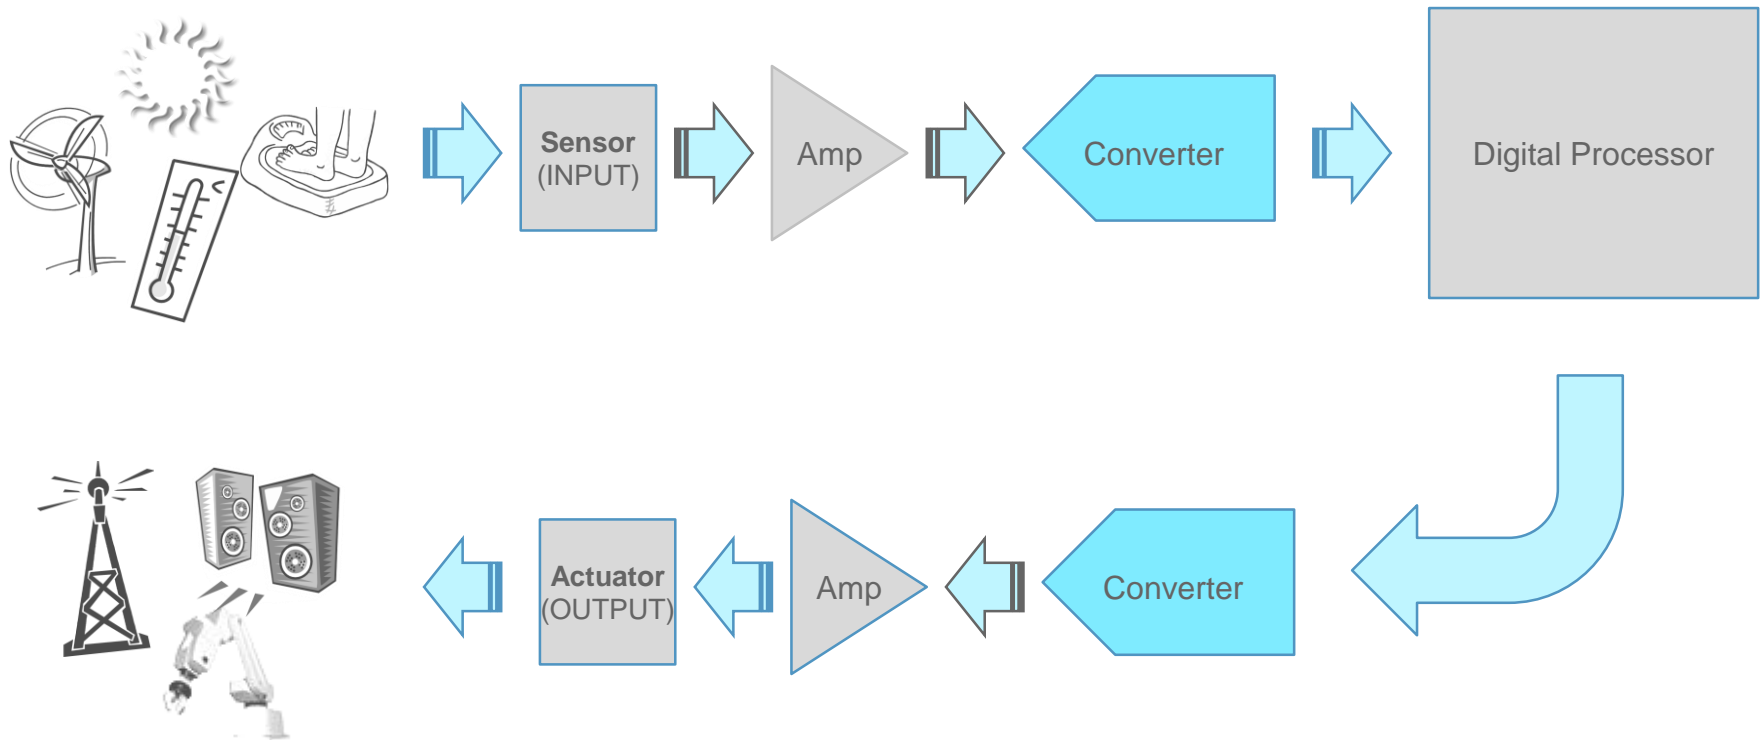 Sensor
(INPUT)
Amp
Converter
Digital Processor
Actuator
(OUTPUT)
Amp
Converter